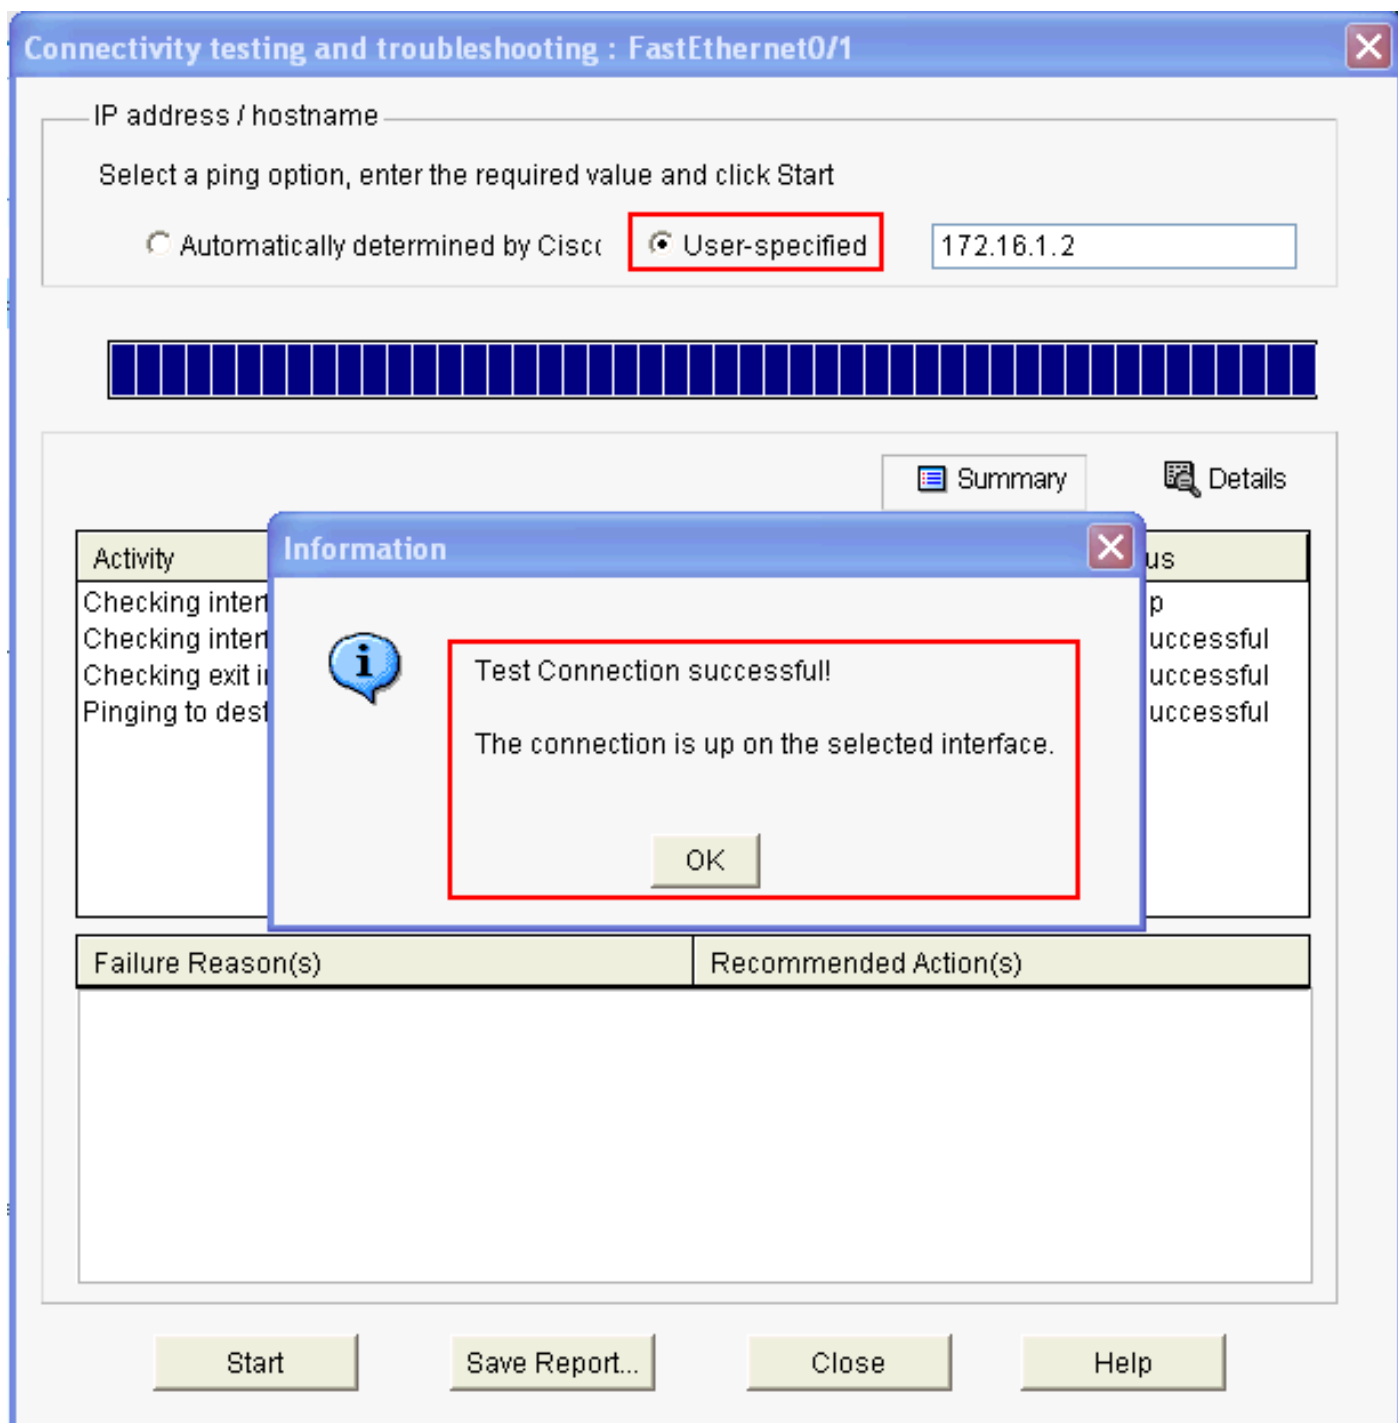 Connectivity testing and troubleshooting : FastEthernet0/1
IP address / hostname
Select a ping option, enter the required value and click Start
Automatically determined by Cisco User-specified 172.16.1.2
Summary Details
Information
Activity us
Checking interf p
Checking interf uccessful
Checking exit i uccessful
Pinging to dest uccessful
Test Connection successful!
The connection is up on the selected interface.
OK
Failure Reason(s) Recommended Action(s)
Start Save Report... Close Help